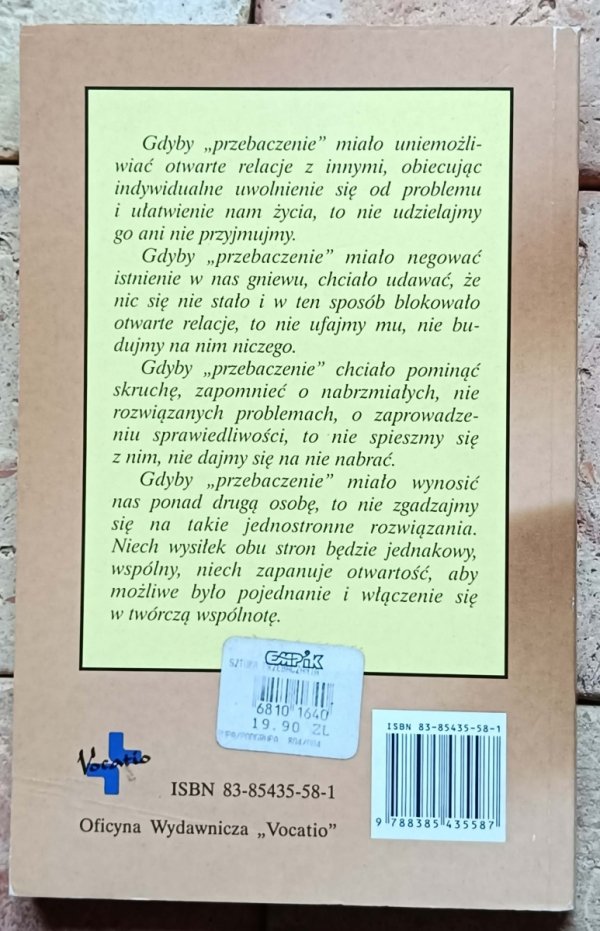 Gdyby „przebaczenie” miało uniemożli-
wiać otwarte relacje z innymi, obiecując
indywidualne uwolnienie się od problemu
i ułatwienie nam życia, to nie udzielajmy
go ani nie przyjmujmy.
Gdyby „przebaczenie” miało negować
istnienie w nas gniewu, chciało udawać, że
nic się nie stało i w ten sposób blokowało
otwarte relacje, to nie ufajmy mu, nie bu-
dujmy na nim niczego.
Gdyby „przebaczenie” chciało pominąć
skruchę, zapomnieć o nabrzmiałych, nie
rozwiązanych problemach, o zaprowadze-
niu sprawiedliwości, to nie spieszmy się
z nim, nie dajmy się na nie nabrać.
Gdyby „przebaczenie” miało wynosić
nas ponad drugą osobę, to nie zgadzajmy
się na takie jednostronne rozwiązania.
Niech wysiłek obu stron będzie jednakowy,
wspólny, niech zapanuje otwartość, aby
możliwe było pojednanie i włączenie się
w twórczą wspólnotę.
EMPiK
SZTUKA
6810 1640
19.90 ZŁ
Vocatio
ISBN 83-85435-58-1
Oficyna Wydawnicza „Vocatio”
ISBN 83-85435-58-1
9 788385 435587